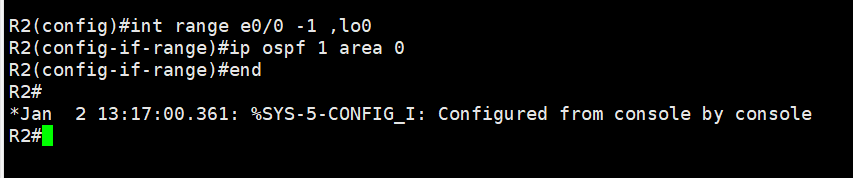 R2(config)#int range e0/0 -1 ,lo0
R2(config-if-range)#ip ospf 1 area 0
R2(config-if-range)#end
R2#
*Jan  2 13:17:00.361: %SYS-5-CONFIG_I: Configured from console by console
R2#